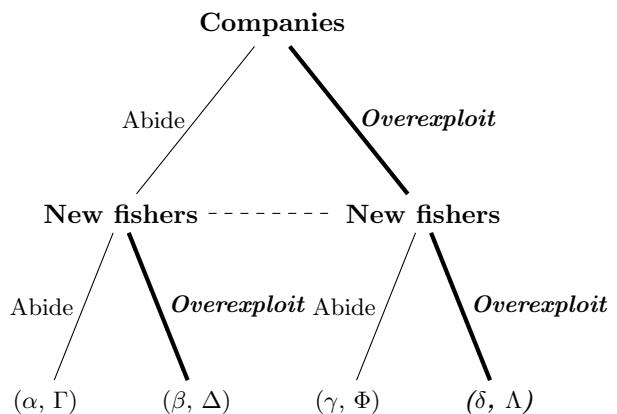 Companies
Abide
Overexploit
New fishers
New fishers
Abide
Overexploit
Abide
Overexploit
(α, Γ)
(β, Δ)
(γ, Φ)
(δ, Λ)